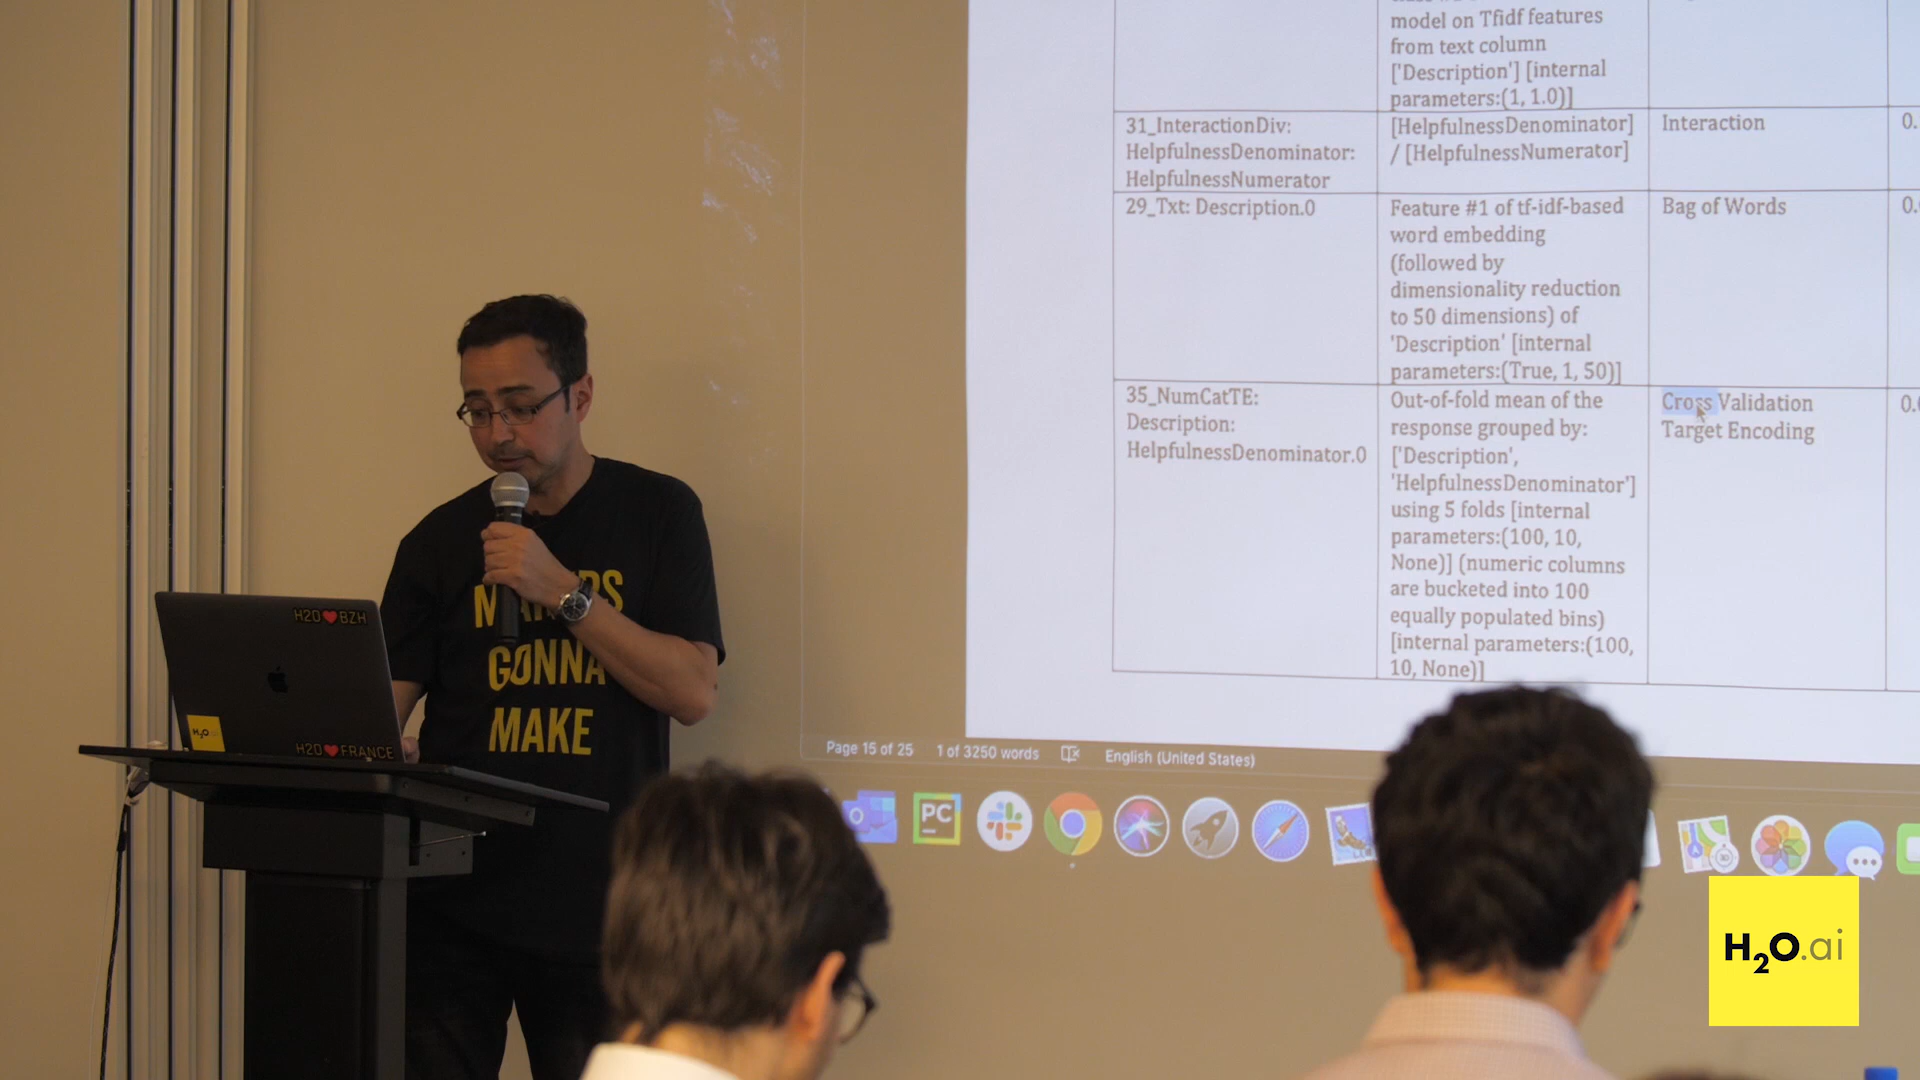 model on Tfidf features
from text column
['Description'] [internal
parameters:(1, 1.0)]
31_InteractionDiv:
HelpfulnessDenominator:
HelpfulnessNumerator
[HelpfulnessDenominator]
/ [HelpfulnessNumerator]
Interaction
0.
29_Txt: Description.0
Feature #1 of tf-idf-based
word embedding
(followed by
dimensionality reduction
to 50 dimensions) of
'Description' [internal
parameters:(True, 1, 50)]
Bag of Words
0.
35_NumCatTE:
Description:
HelpfulnessDenominator.0
Out-of-fold mean of the
response grouped by:
['Description',
'HelpfulnessDenominator']
using 5 folds [internal
parameters:(100, 10,
None)] (numeric columns
are bucketed into 100
equally populated bins)
[internal parameters:(100,
10, None)]
Cross Validation
Target Encoding
0.
Page 15 of 25
1 of 3250 words
English (United States)
PC
GONNA
MAKE
H2O❤BZH
H2O.ai
H2O❤FRANCE
H2O.ai